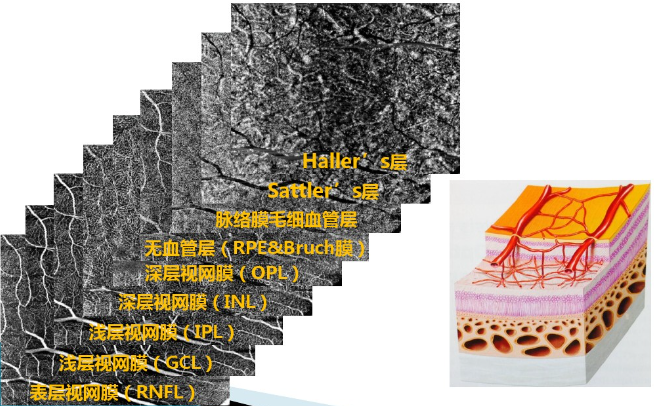 Haller’s层
Sattler’s层
脉络膜毛细血管层
无血管层（RPE&Bruch膜）
深层视网膜（OPL）
深层视网膜（INL）
浅层视网膜（IPL）
浅层视网膜（GCL）
表层视网膜（RNFL）